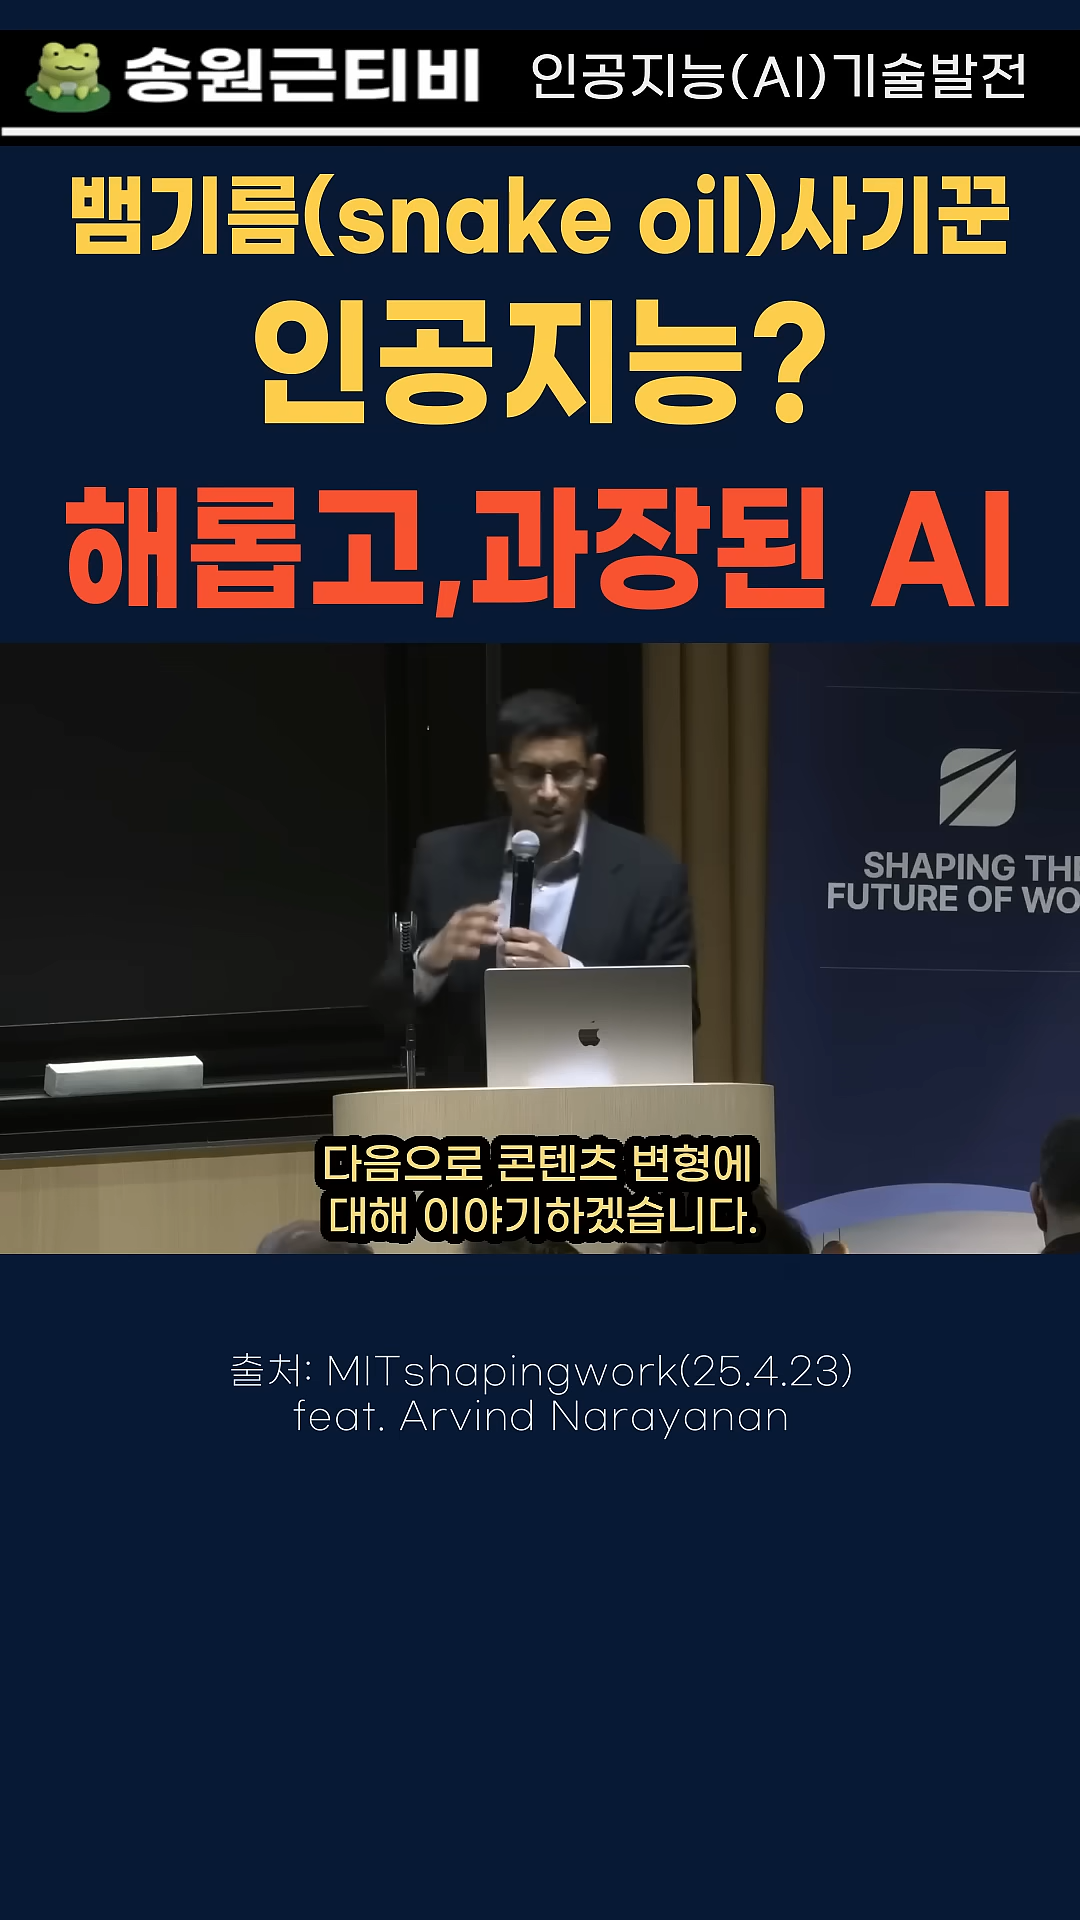 송원근티비 인공지능(AI)기술발전
뱀기름(snake oil)사기꾼
인공지능?
해롭고,과장된 AI
SHAPING THE
FUTURE OF WO
다음으로 콘텐츠 변형에
대해 이야기하겠습니다.
출처: MITshapingwork(25.4.23)
feat. Arvind Narayanan